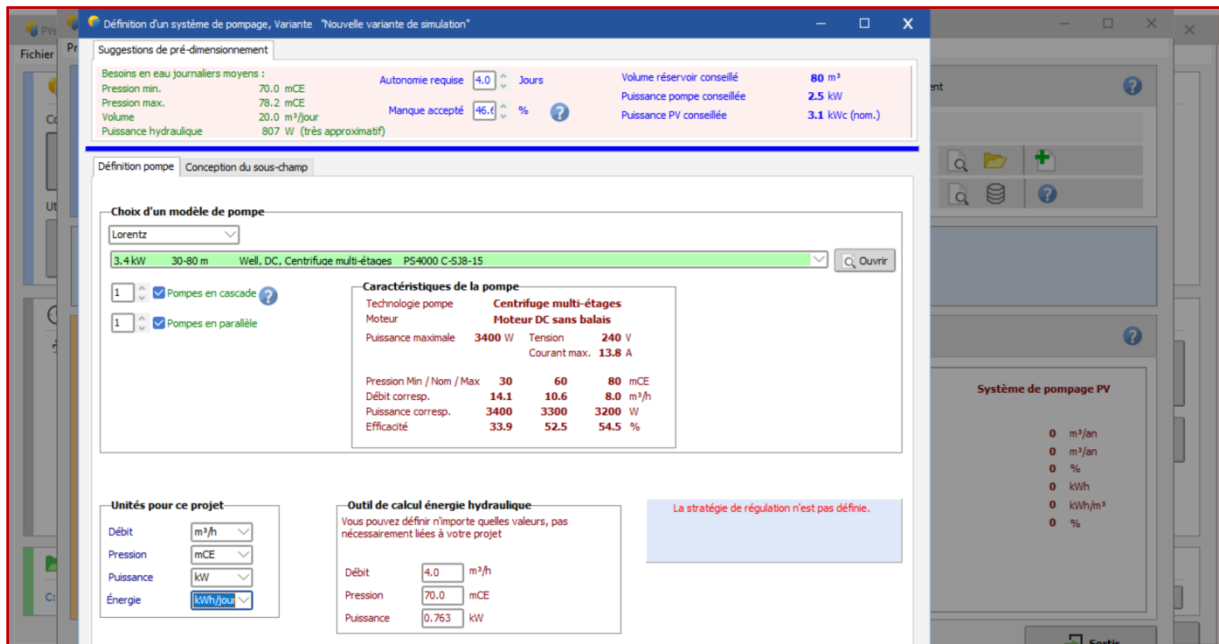 Définition d'un système de pompage, Variante "Nouvelle variante de simulation"
PVs
Fichier
Pr
Suggestions de pré-dimensionnement
Besoins en eau journaliers moyens :
Pression min. 70.0 mCE
Pression max. 78.2 mCE
Volume 20.0 m³/jour
Puissance hydraulique 807 W (très approximatif)
Autonomie requise 4.0 Jours
Manque accepté 46.6 %
Volume réservoir conseillé 80 m³
Puissance pompe conseillée 2.5 kW
Puissance PV conseillée 3.1 kWc (nom.)
ent
Co
Ut
Définition pompe Conception du sous-champ
Choix d'un modèle de pompe
Lorentz
3.4 kW 30-80 m Well, DC, Centrifuge multi-étages PS4000 C-SJ8-15 Ouvrir
1 Pompes en cascade
1 Pompes en parallèle
Caractéristiques de la pompe
Technologie pompe Centrifuge multi-étages
Moteur Moteur DC sans balais
Puissance maximale 3400 W Tension 240 V
Courant max. 13.8 A
Pression Min / Nom / Max 30 60 80 mCE
Débit corresp. 14.1 10.6 8.0 m³/h
Puissance corresp. 3400 3300 3200 W
Efficacité 33.9 52.5 54.5 %
Système de pompage PV
0 m³/an
0 m³/an
0 %
0 kWh
0 kWh/m³
0 %
Unités pour ce projet
Débit m³/h
Pression mCE
Puissance kW
Énergie kWh/jou
Outil de calcul énergie hydraulique
Vous pouvez définir n'importe quelles valeurs, pas
nécessairement liées à votre projet
Débit 4.0 m³/h
Pression 70.0 mCE
Puissance 0.763 kW
La stratégie de régulation n'est pas définie.
C:
Sortir